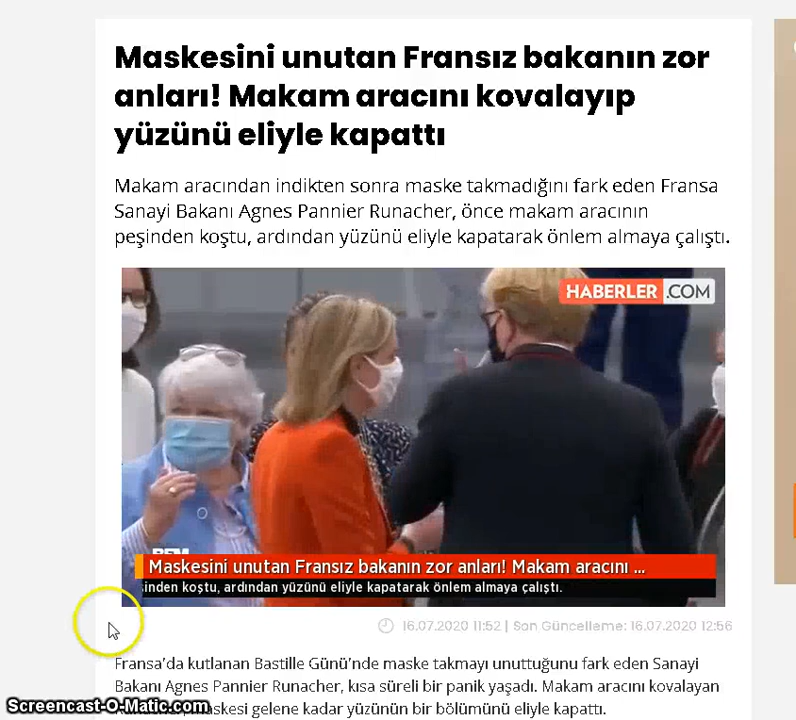 Maskesini unutan Fransız bakanın zor
anları! Makam aracını kovalayıp
yüzünü eliyle kapattı
Makam aracından indikten sonra maske takmadığını fark eden Fransa
Sanayi Bakanı Agnes Pannier Runacher, önce makam aracının
peşinden koştu, ardından yüzünü eliyle kapatarak önlem almaya çalıştı.
HABERLER.COM
BFM
Maskesini unutan Fransız bakanın zor anları! Makam aracını ...
şinden koştu, ardından yüzünü eliyle kapatarak önlem almaya çalıştı.
16.07.2020 11:52 | Son Güncelleme: 16.07.2020 12:56
Fransa'da kutlanan Bastille Günü'nde maske takmayı unuttuğunu fark eden Sanayi
Bakanı Agnes Pannier Runacher, kısa süreli bir panik yaşadı. Makam aracını kovalayan
maskesi gelene kadar yüzünün bir bölümünü eliyle kapattı.
Screencast-O-Matic.com